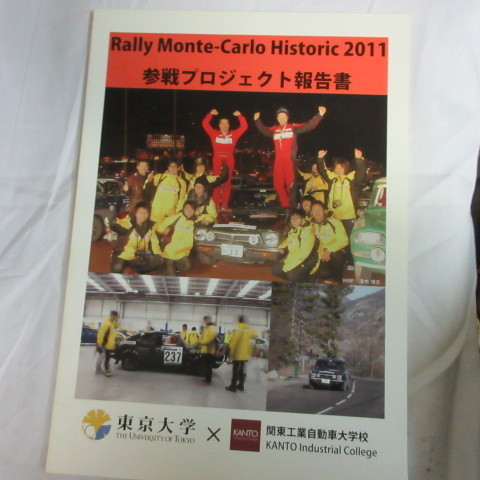 Rally Monte-Carlo Historic 2011
参戦プロジェクト報告書
237
東京大学
THE UNIVERSITY OF TOKYO
×
KANTO
関東工業自動車大学校
KANTO Industrial College